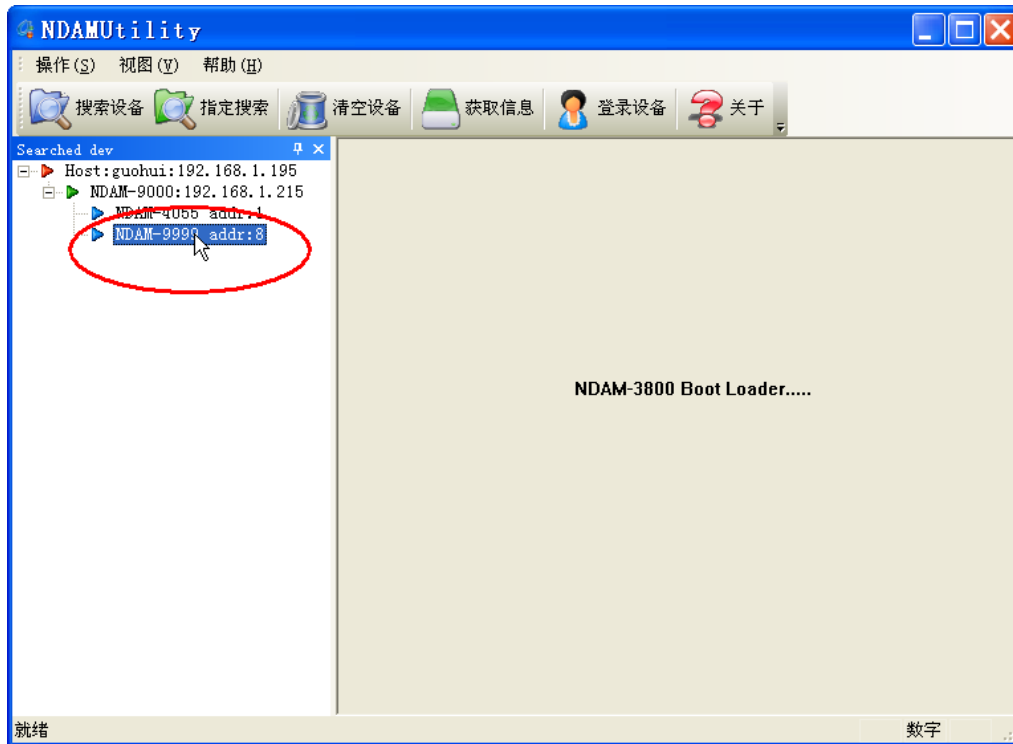 NDAMUtility
操作(S) 视图(V) 帮助(H)
搜索设备 指定搜索 清空设备 获取信息 登录设备 关于
Searched dev
Host:guohui:192.168.1.195
NDAM-9000:192.168.1.215
NDAM-4055 addr:1
NDAM-9999 addr:8
NDAM-3800 Boot Loader.....
就绪 数字